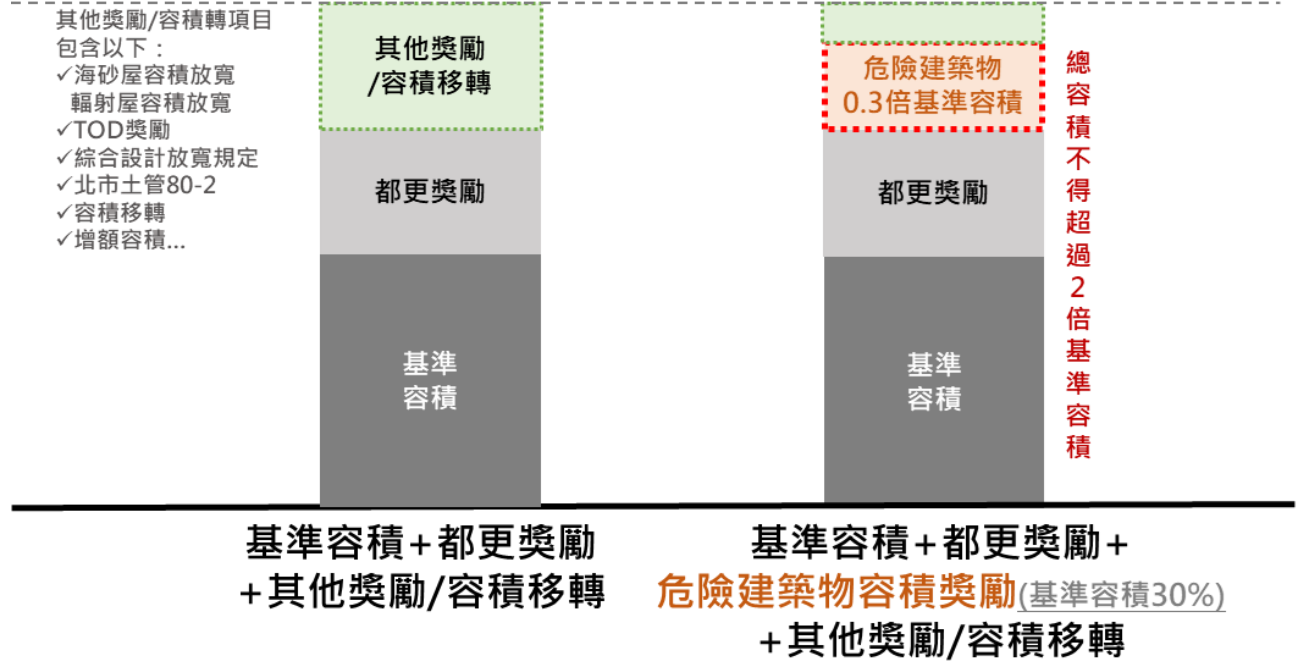 其他獎勵/容積轉項目
包含以下：
✓海砂屋容積放寬
輻射屋容積放寬
✓TOD獎勵
✓綜合設計放寬規定
✓北市土管80-2
✓容積移轉
✓增額容積...
其他獎勵
/容積移轉
都更獎勵
基準
容積
危險建築物
0.3倍基準容積
都更獎勵
基準
容積
總容積不得超過2倍基準容積
基準容積+都更獎勵
+其他獎勵/容積移轉
基準容積+都更獎勵+
危險建築物容積獎勵(基準容積30%)
+其他獎勵/容積移轉